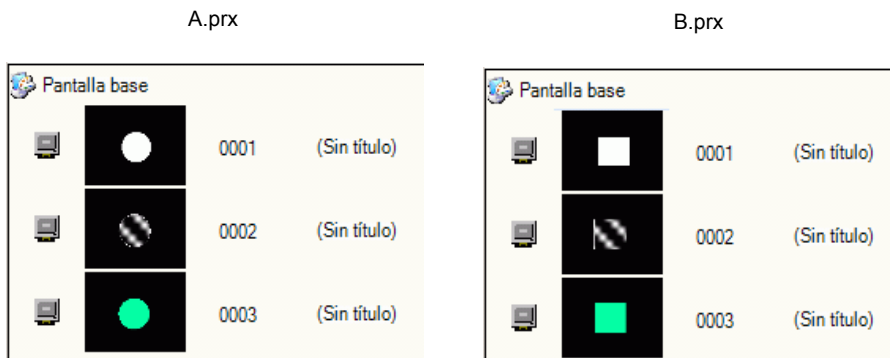 A.prx
Pantalla base
0001 (Sin título)
0002 (Sin título)
0003 (Sin título)
B.prx
Pantalla base
0001 (Sin título)
0002 (Sin título)
0003 (Sin título)